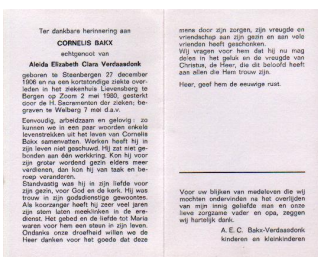 Ter dankbare herinnering aan
CORNELIS BAKX
echtgenoot van
Aleida Elizabeth Clara Verdaasdonk
geboren te Steenbergen 27 december
1906 en na een kortstondige ziekte over-
leden in het ziekenhuis Lievensberg te
Bergen op Zoom 2 mei 1980, gesterkt
door de H. Sacramenten der zieken; be-
graven te Welberg 7 mei d.a.v.
Eenvoudig, arbeidzaam en gelovig: zo
kunnen we in een paar woorden enkele
levenstrekken uit het leven van Cornelis
Bakx samenvatten. Werken heeft hij in
zijn leven niet geschuwd. Hij zat niet ge-
bonden aan één werkkring. Kon hij voor
zijn groter wordend gezin elders meer
verdienen, dan kon hij van taak en be-
roep veranderen.
Standvastig was hij in zijn liefde voor
zijn gezin, voor God en de kerk. Hij was
trouw in zijn godsdienstige gewoontes.
Als koorzanger heeft hij zeer veel jaren
zijn stem laten meeklinken in de ere-
dienst. Het gebed en de liefde tot Maria
waren voor hem een steun in zijn leven.
Ondanks onze droefheid willen we de
Heer danken voor het goede dat deze
mens door zijn zorgen, zijn vreugde en
vriendschap aan zijn gezin en aan vele
vrienden heeft geschonken.
Wij vragen voor hem dat hij nu mag
delen in het geluk en de vreugde van
Christus, de Heer, die dit beloofd heeft
aan allen die Hem trouw zijn.
Heer, geef hem de eeuwige rust.
Voor uw blijken van medeleven die wij
mochten ondervinden na het overlijden
van mijn innig geliefde man en onze
lieve zorgzame vader en opa, zeggen
wij hartelijk dank.
A. E. C. Bakx-Verdaasdonk
kinderen en kleinkinderen